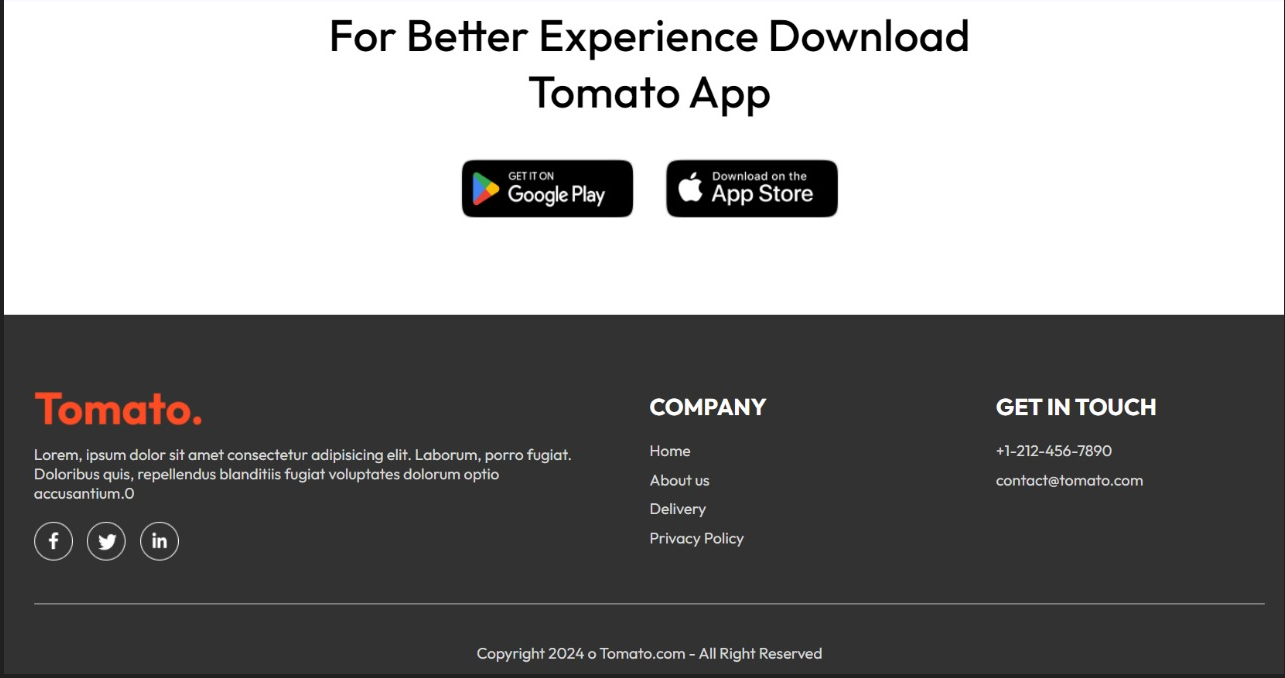 For Better Experience Download
Tomato App
GET IT ON
Google Play
Download on the
App Store
Tomato.
Lorem, ipsum dolor sit amet consectetur adipisicing elit. Laborum, porro fugiat.
Doloribus quis, repellendus blanditiis fugiat voluptates dolorum optio
accusantium.0
f
in
COMPANY
Home
About us
Delivery
Privacy Policy
GET IN TOUCH
+1-212-456-7890
contact@tomato.com
Copyright 2024 o Tomato.com - All Right Reserved